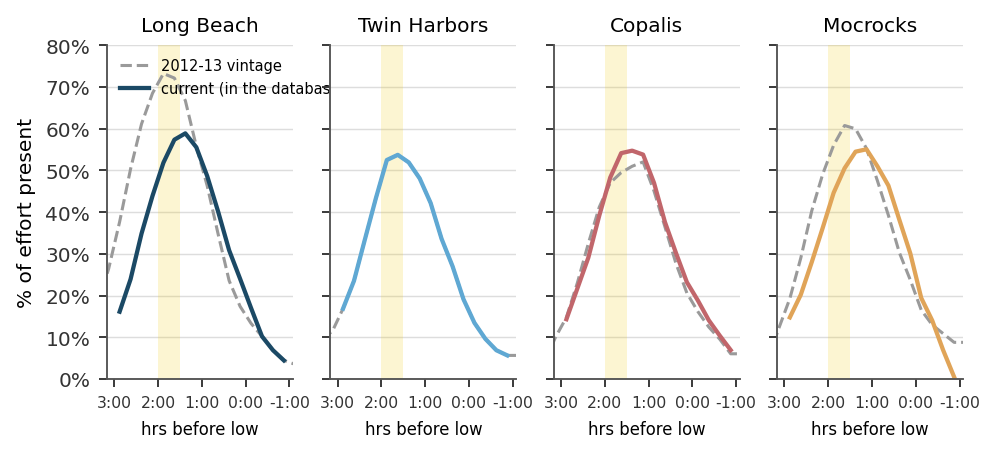 Long Beach
Twin Harbors
Copalis
Mocrocks
2012-13 vintage
current (in the databas
% of effort present
80%
70%
60%
50%
40%
30%
20%
10%
0%
3:00 2:00 1:00 0:00 -1:00
3:00 2:00 1:00 0:00 -1:00
3:00 2:00 1:00 0:00 -1:00
3:00 2:00 1:00 0:00 -1:00
hrs before low
hrs before low
hrs before low
hrs before low